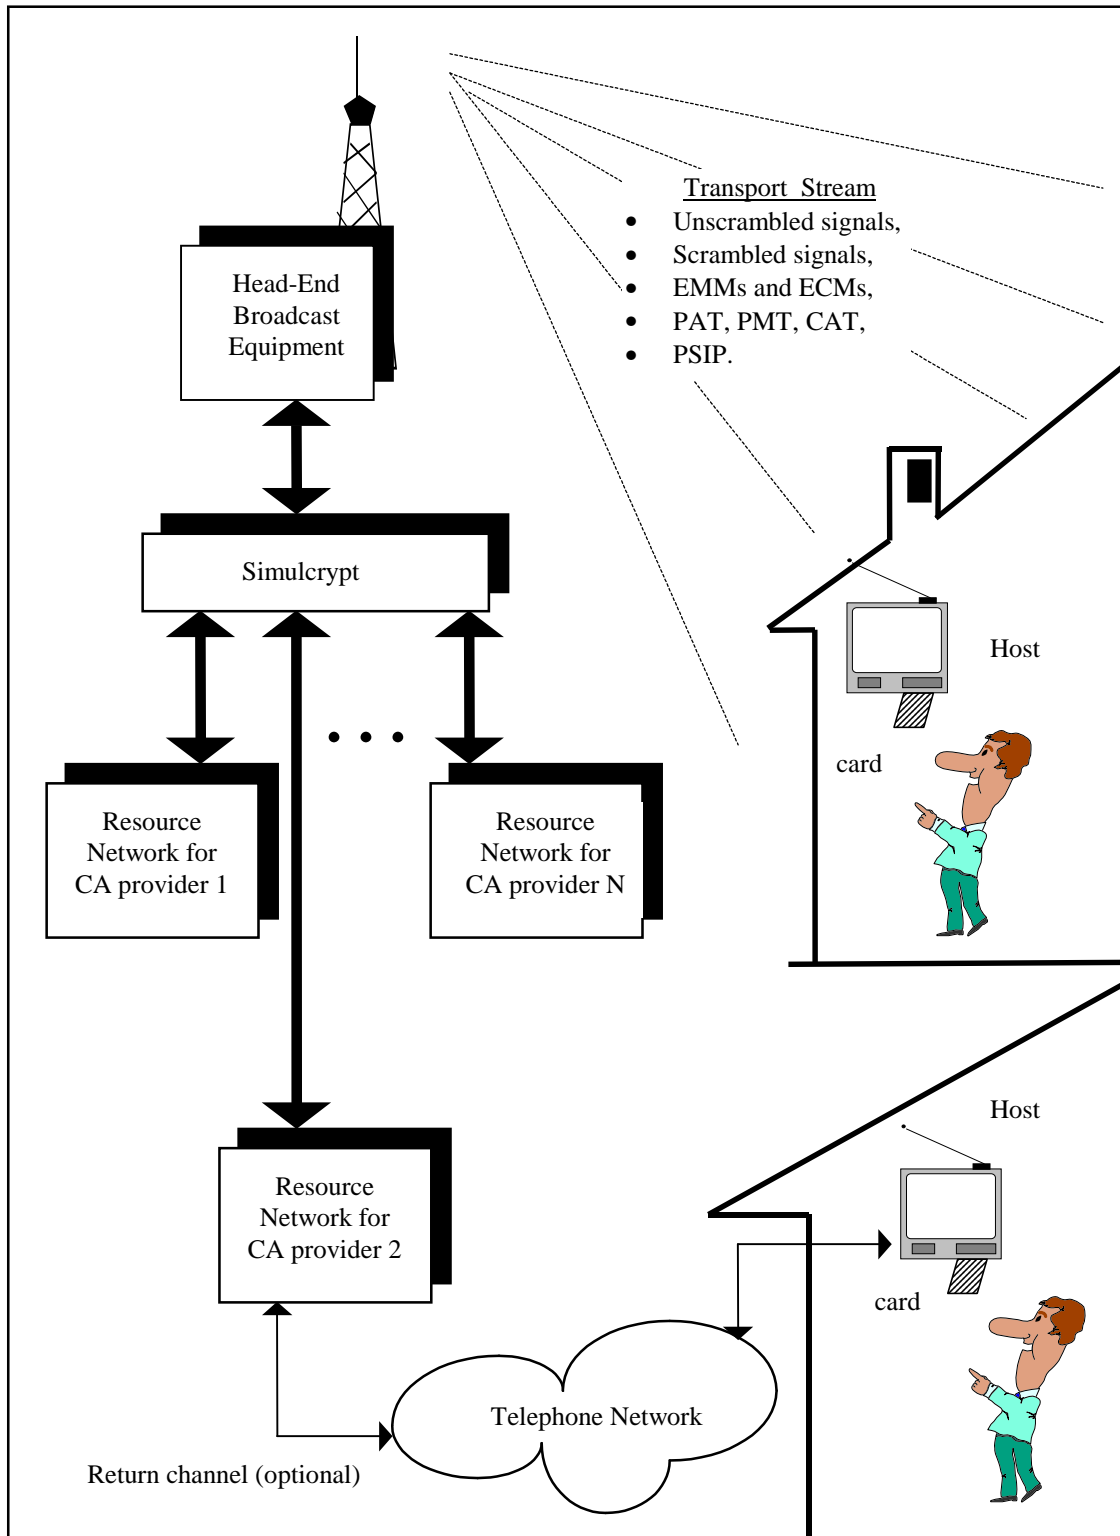 Transport Stream
• Unscrambled signals,
• Scrambled signals,
• EMMs and ECMs,
• PAT, PMT, CAT,
• PSIP.
Head-End
Broadcast
Equipment
Simulcrypt
Host
card
Resource
Network for
CA provider 1
Resource
Network for
CA provider N
Resource
Network for
CA provider 2
Host
card
Telephone Network
Return channel (optional)